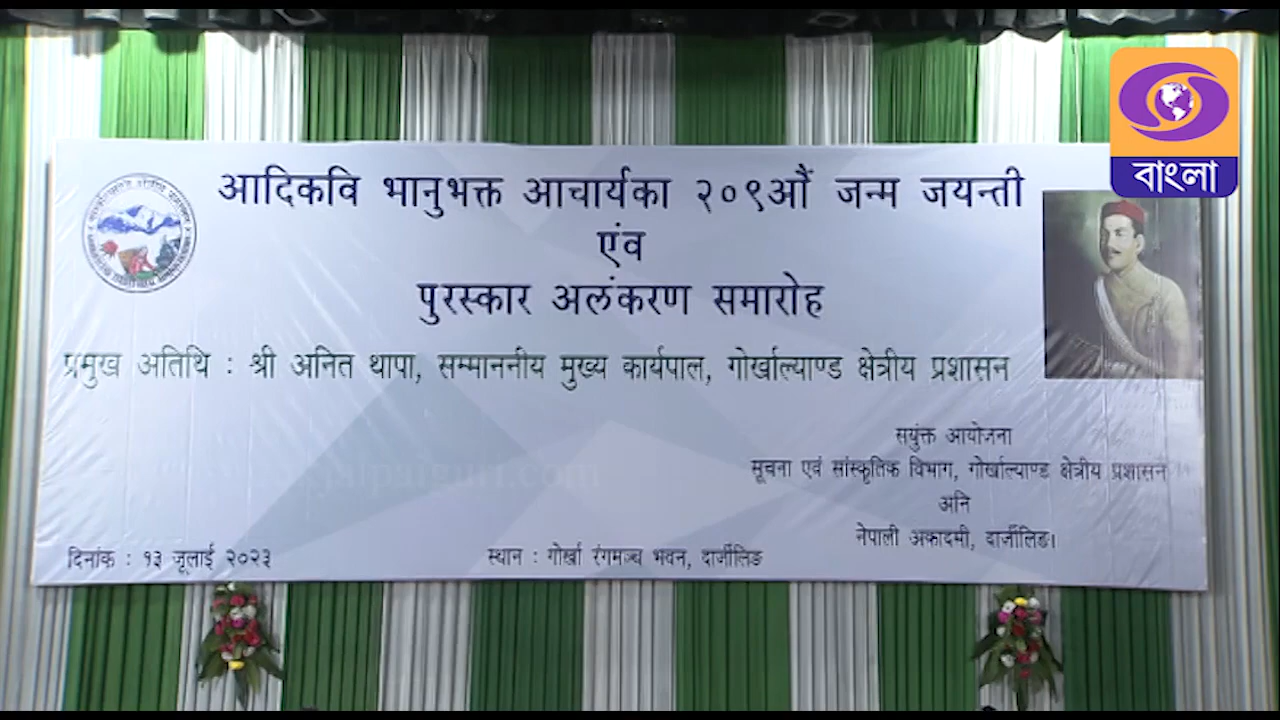 বাংলা
आदिकवि भानुभक्त आचार्यका २०९औं जन्म जयन्ती
एंव
पुरस्कार अलंकरण समारोह
प्रमुख अतिथि : श्री अनित थापा, सम्माननीय मुख्य कार्यपाल, गोर्खाल्याण्ड क्षेत्रीय प्रशासन
सयुंक्त आयोजना
सूचना एवं सांस्कृतिक विभाग, गोर्खाल्याण्ड क्षेत्रीय प्रशासन
अनि
नेपाली अकादमी, दार्जीलिङ।
दिनांक : १३ जूलाई २०२३
स्थान : गोर्खा रंगमञ्च भवन, दार्जीलिङ